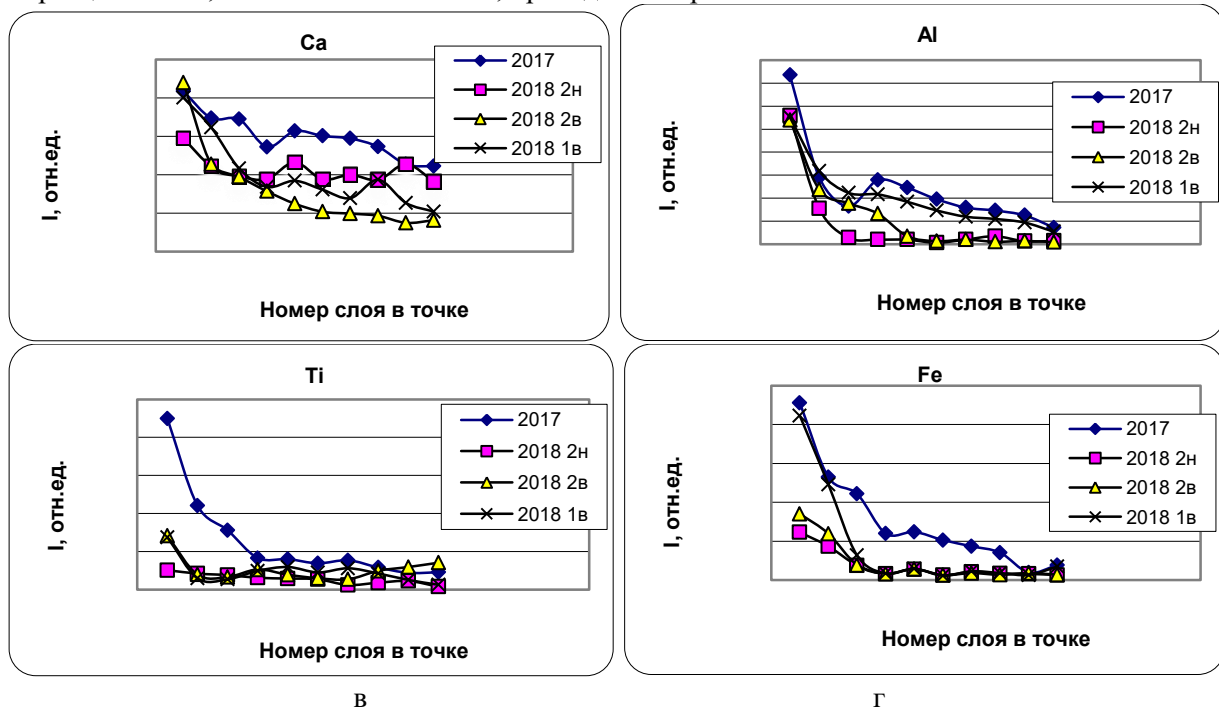 Ca
2017
2018 2н
2018 2в
2018 1в
I, отн.ед.
Номер слоя в точке
Al
2017
2018 2н
2018 2в
2018 1в
I, отн.ед.
Номер слоя в точке
Ti
2017
2018 2н
2018 2в
2018 1в
I, отн.ед.
Номер слоя в точке
Fe
2017
2018 2н
2018 2в
2018 1в
I, отн.ед.
Номер слоя в точке
в
г